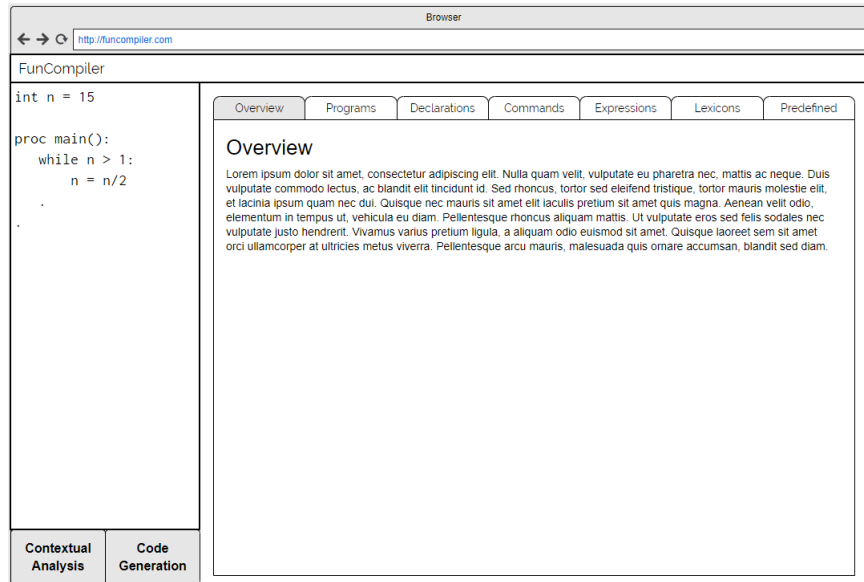 Browser
http://funcompiler.com
FunCompiler
int n = 15
proc main():
while n > 1:
n = n/2
.
.
Contextual
Analysis
Code
Generation
Overview
Programs
Declarations
Commands
Expressions
Lexicons
Predefined
Overview
Lorem ipsum dolor sit amet, consectetur adipiscing elit. Nulla quam velit, vulputate eu pharetra nec, mattis ac neque. Duis
vulputate commodo lectus, ac blandit elit tincidunt id. Sed rhoncus, tortor sed eleifend tristique, tortor mauris molestie elit,
et lacinia ipsum quam nec dui. Quisque nec mauris sit amet elit iaculis pretium sit amet quis magna. Aenean velit odio,
elementum in tempus ut, vehicula eu diam. Pellentesque rhoncus aliquam mattis. Ut vulputate eros sed felis sodales nec
vulputate justo hendrerit. Vivamus varius pretium ligula, a aliquam odio euismod sit amet. Quisque laoreet sem sit amet
orci ullamcorper at ultricies metus viverra. Pellentesque arcu mauris, malesuada quis ornare accumsan, blandit sed diam.